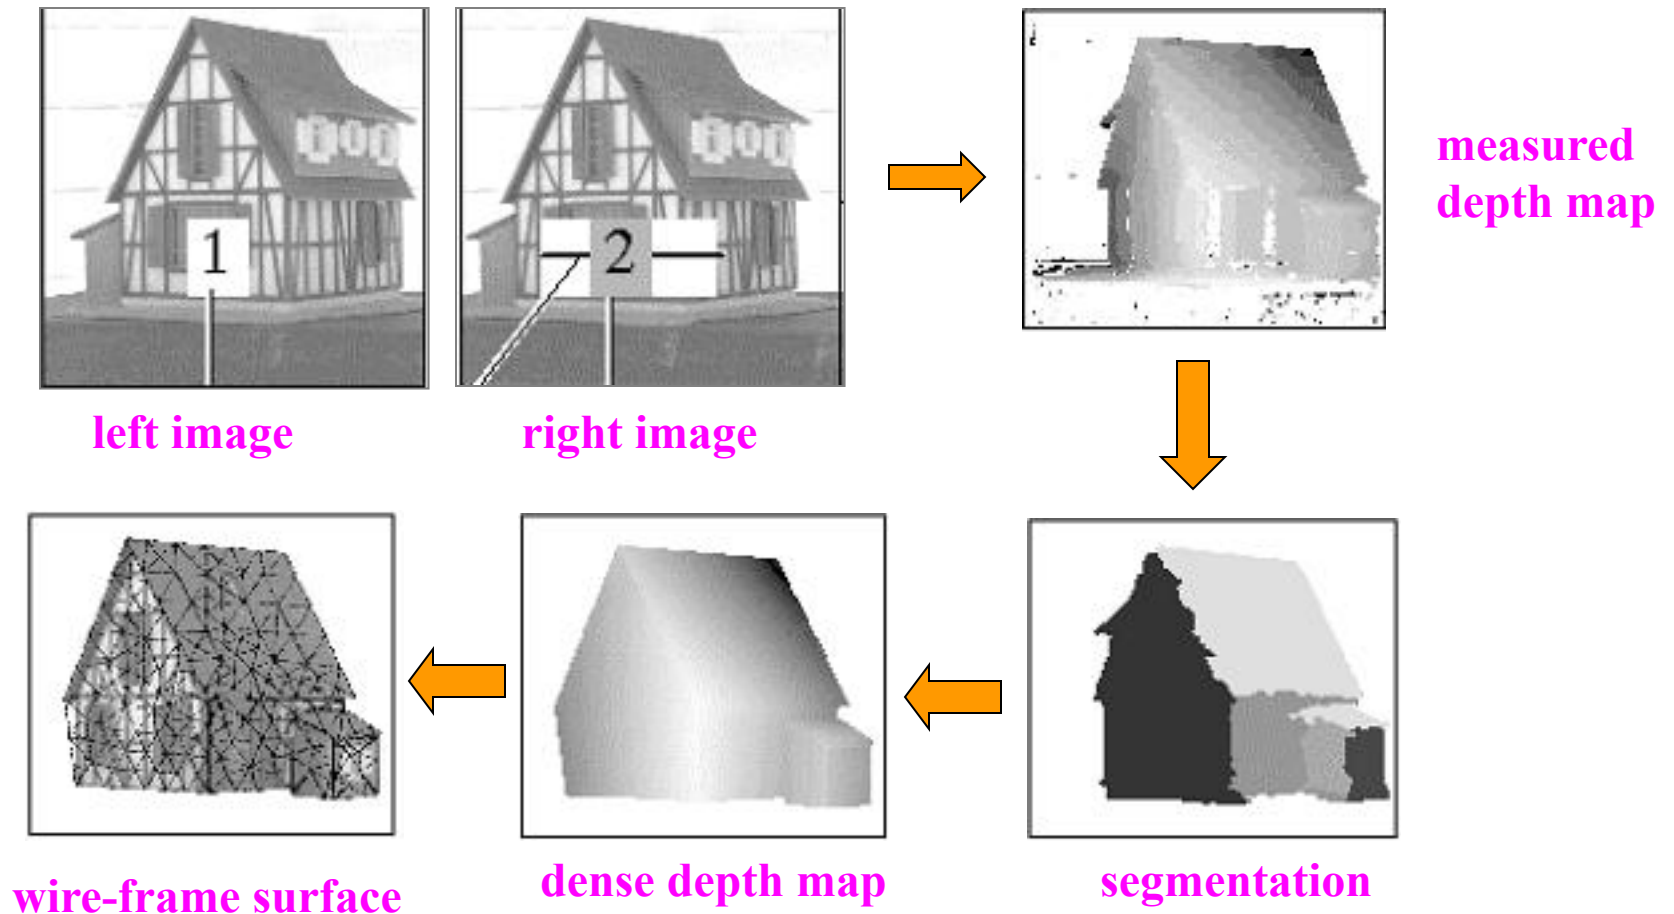 1
2
measured
depth map
left image
right image
wire-frame surface
dense depth map
segmentation